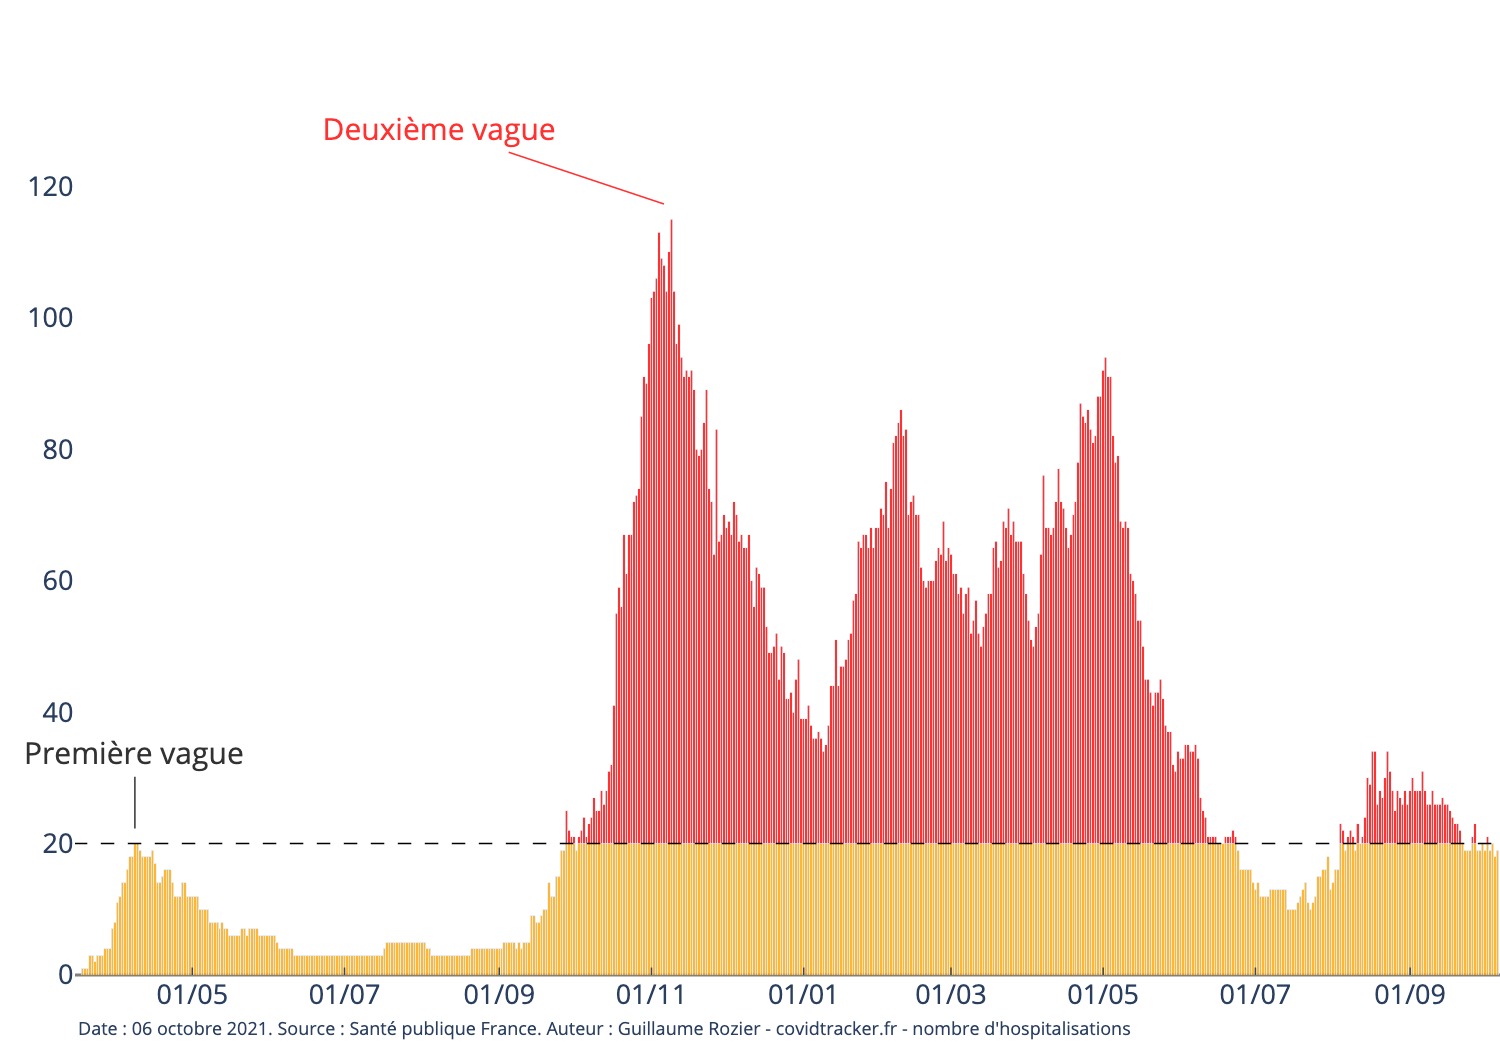 Deuxième vague
120
100
80
60
40
Première vague
20
0
01/05 01/07 01/09 01/11 01/01 01/03 01/05 01/07 01/09
Date : 06 octobre 2021. Source : Santé publique France. Auteur : Guillaume Rozier - covidtracker.fr - nombre d'hospitalisations